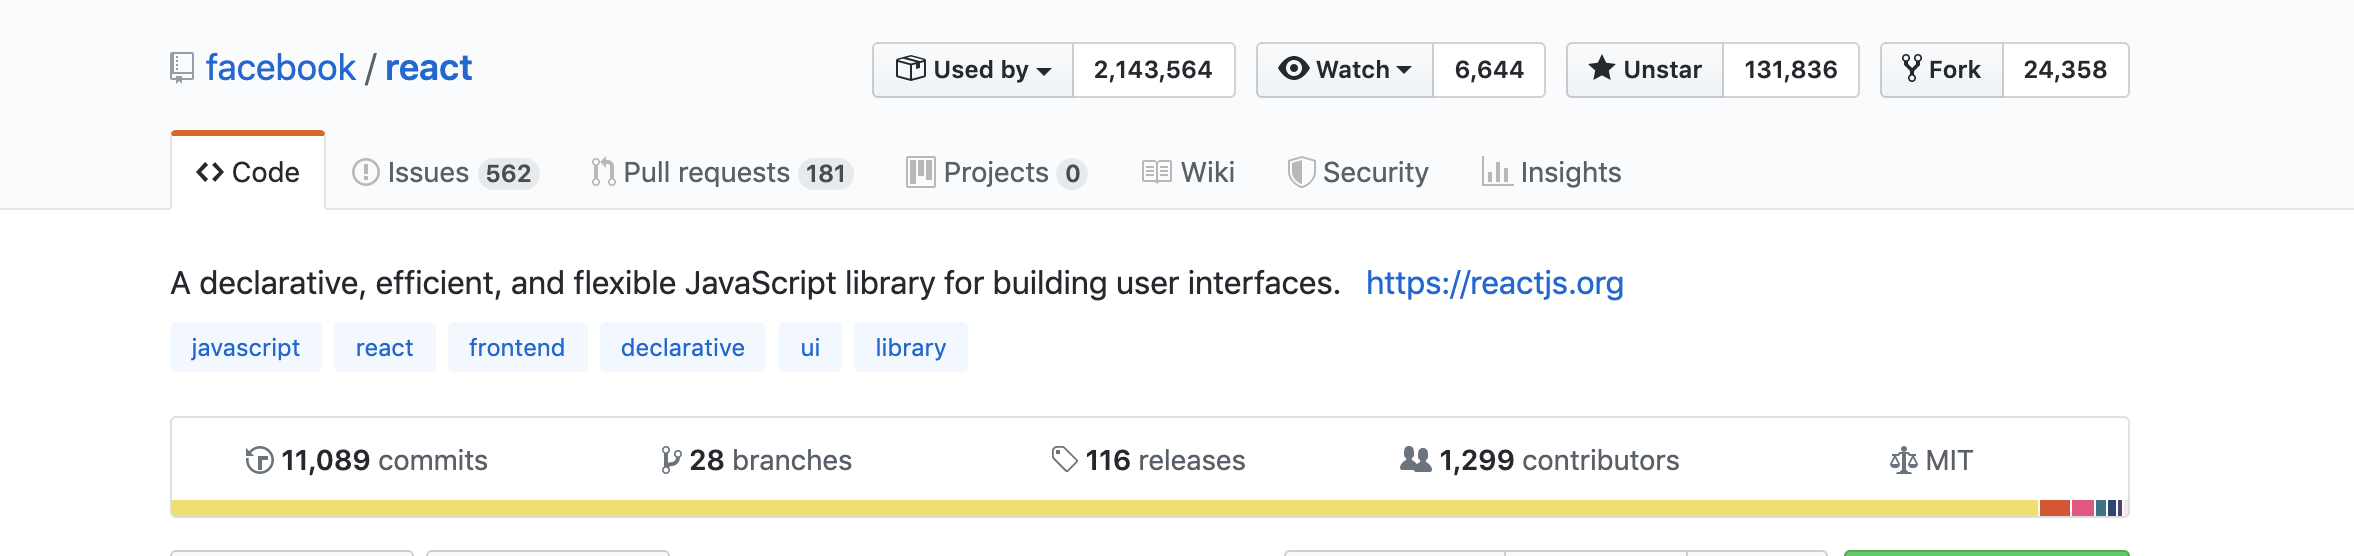 facebook / react
Used by 2,143,564 Watch 6,644 Unstar 131,836 Fork 24,358
Code Issues 562 Pull requests 181 Projects 0 Wiki Security Insights
A declarative, efficient, and flexible JavaScript library for building user interfaces. https://reactjs.org
javascript react frontend declarative ui library
11,089 commits 28 branches 116 releases 1,299 contributors MIT